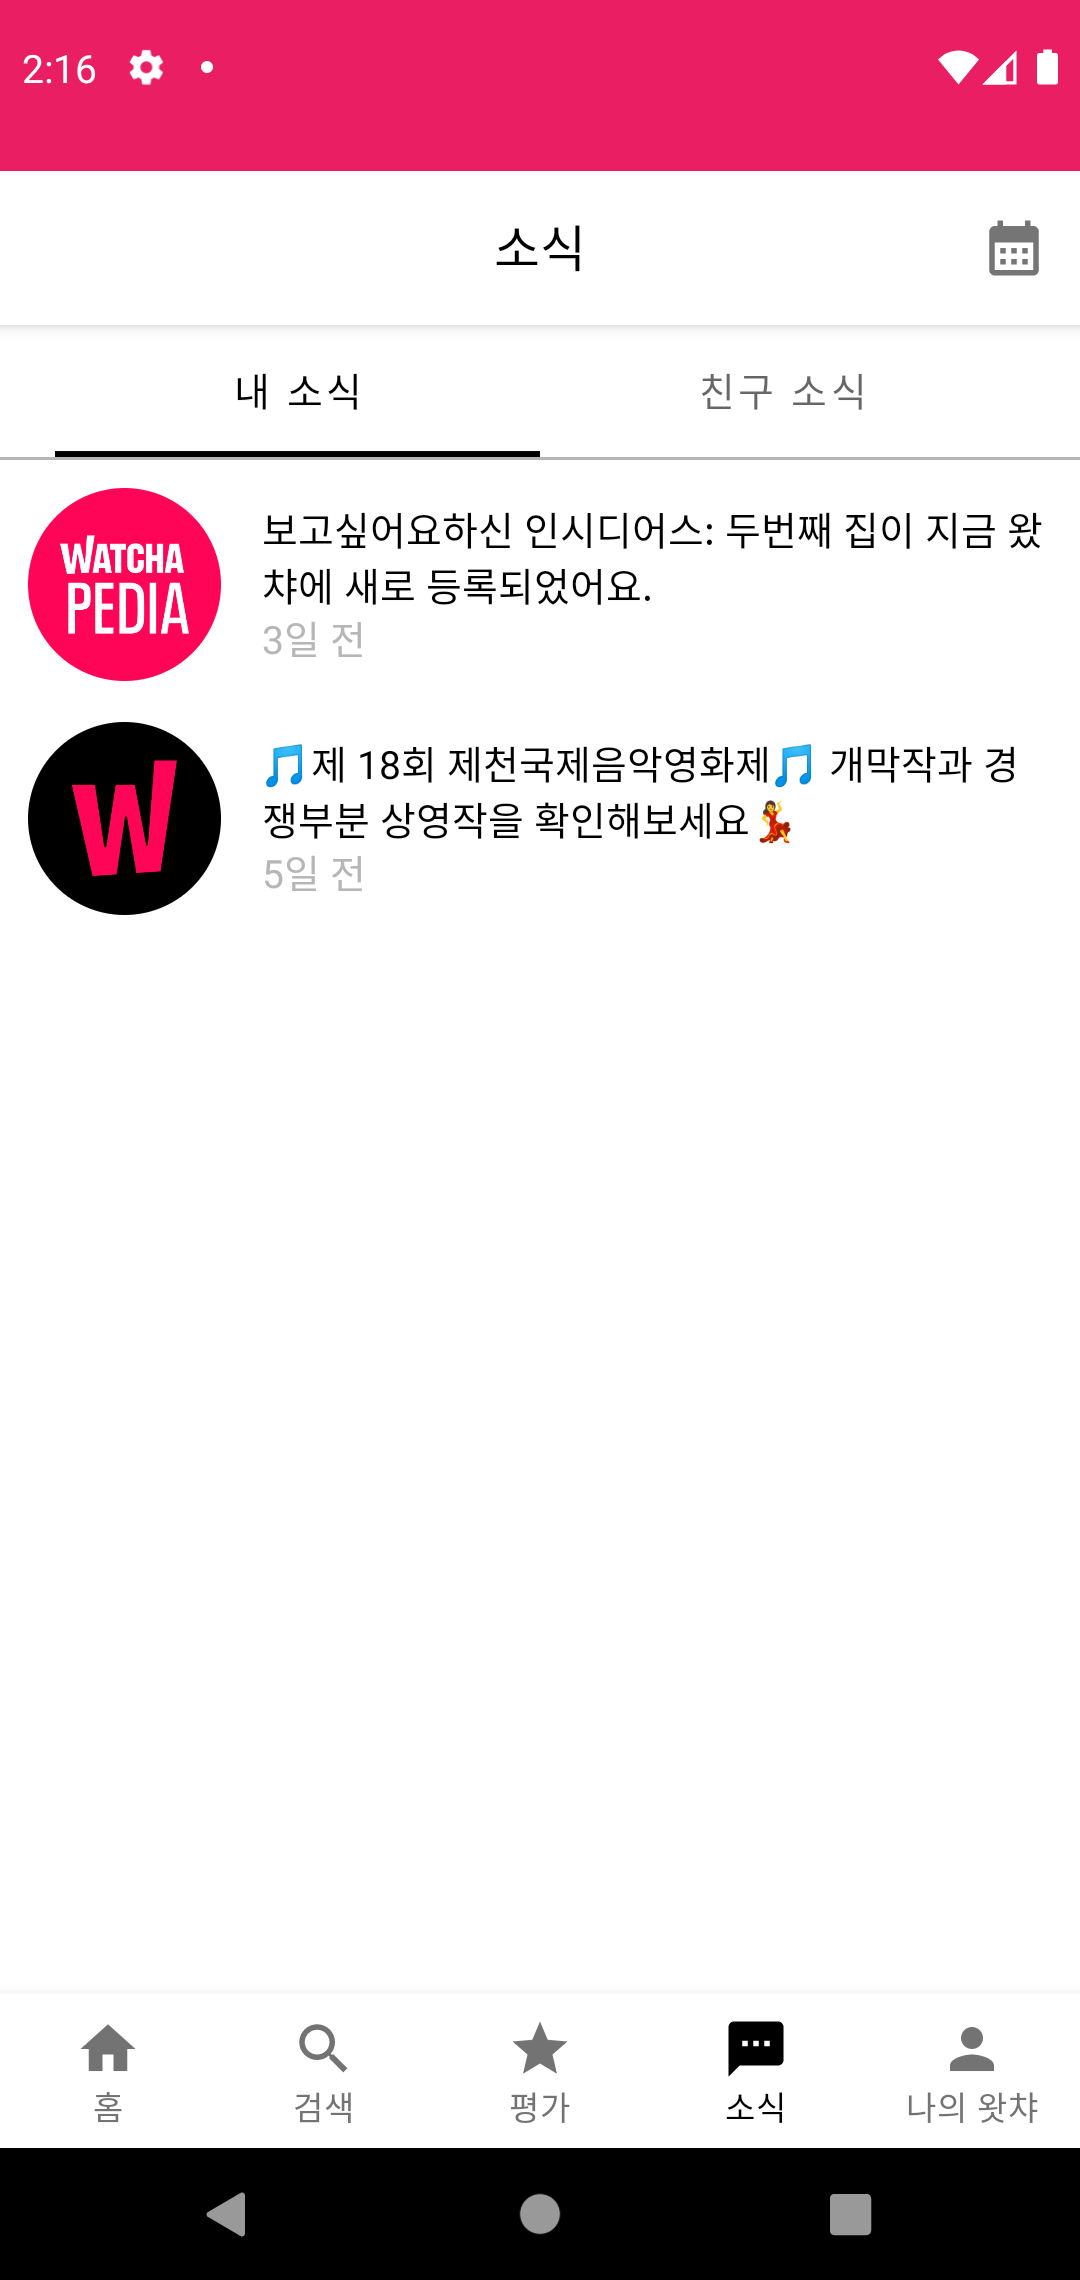 2:16
소식
내 소식
친구 소식
WATCHA
PEDIA
보고싶어요하신 인시디어스: 두번째 집이 지금 왔
챠에 새로 등록되었어요.
3일 전
W
🎵제 18회 제천국제음악영화제🎵 개막작과 경
쟁부분 상영작을 확인해보세요💃
5일 전
홈
검색
평가
소식
나의 왓챠